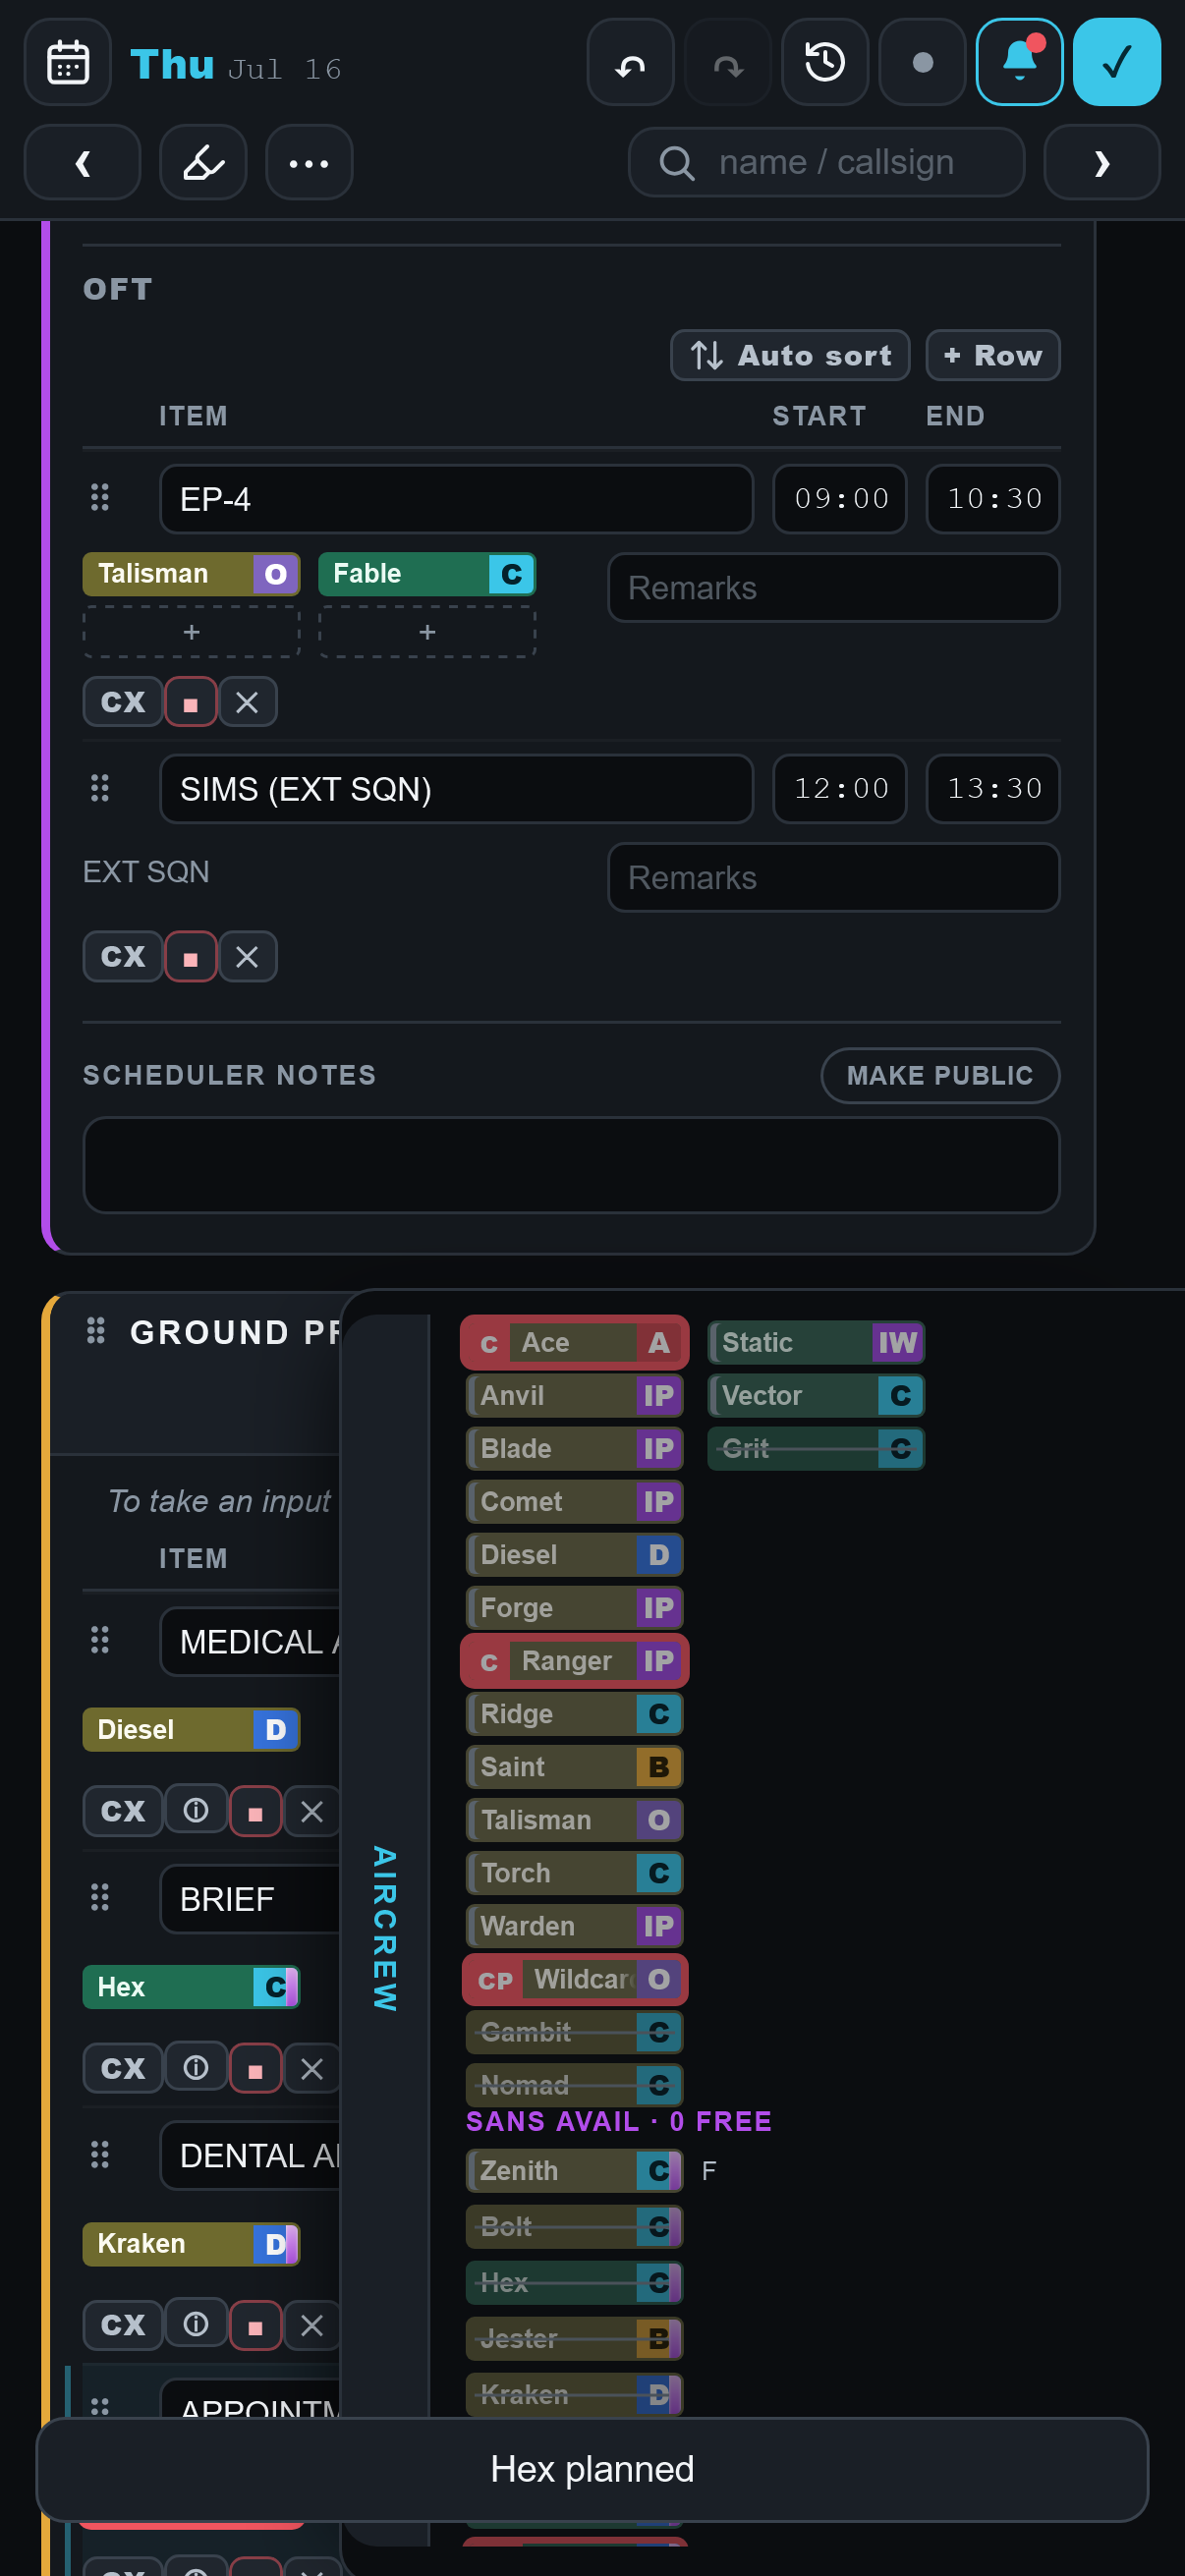 Thu Jul 16
name / callsign
OFT
Auto sort + Row
ITEM START END
EP-4 09:00 10:30
Talisman O Fable C Remarks
+ +
CX
SIMS (EXT SQN) 12:00 13:30
EXT SQN Remarks
CX
SCHEDULER NOTES MAKE PUBLIC
GROUND
To take an input
ITEM
MEDICAL
Diesel D
CX
BRIEF
Hex C
CX
DENTAL
Kraken D
CX
AIRCREW
C Ace A Static IW
Anvil IP Vector C
Blade IP Grit C
Comet IP
Diesel D
Forge IP
C Ranger IP
Ridge C
Saint B
Talisman O
Torch C
Warden IP
CP Wildcard O
Gambit C
Nomad C
SANS AVAIL · 0 FREE
Zenith C F
Bolt C
Hex C
Jester B
Kraken D
Hex planned